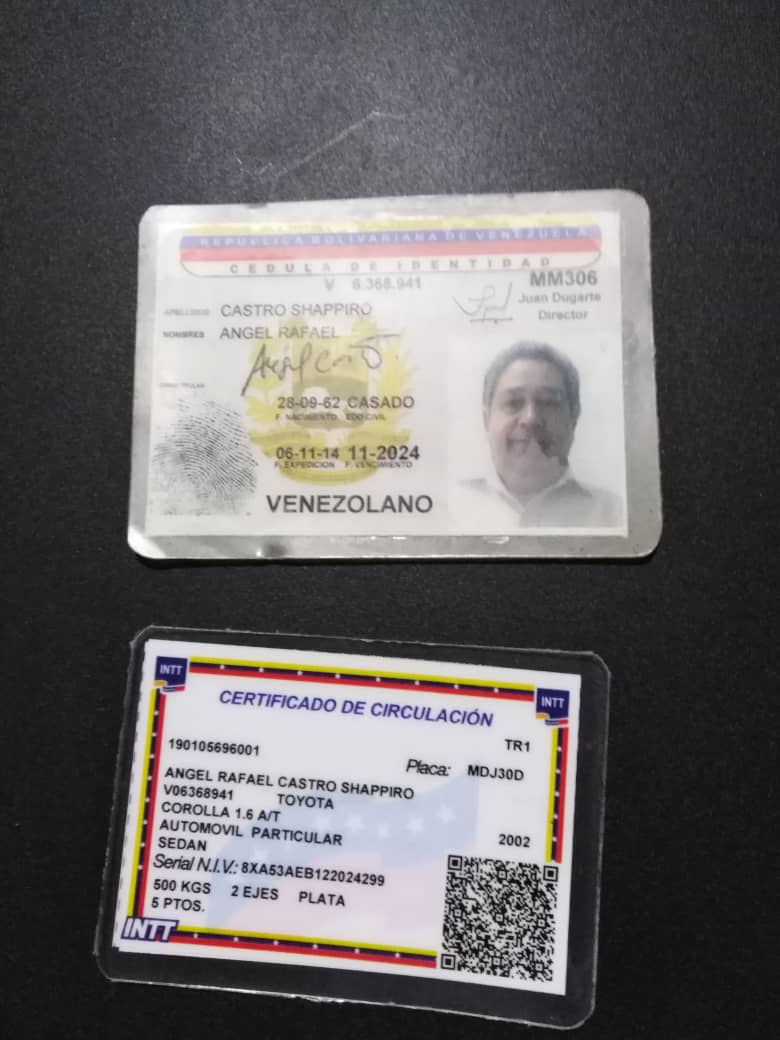 REPUBLICA BOLIVARIANA DE VENEZUELA
CEDULA DE IDENTIDAD
V 6.368.941
MM306
Juan Dugarte
Director
APELLIDOS CASTRO SHAPPIRO
NOMBRES ANGEL RAFAEL
Angel Castro
28-09-62 CASADO
F. NACIMIENTO EDO CIVIL
06-11-14 11-2024
F. EXPEDICION F. VENCIMIENTO
VENEZOLANO
INTT
INTT
CERTIFICADO DE CIRCULACIÓN
190105696001
TR1
Placa: MDJ30D
ANGEL RAFAEL CASTRO SHAPPIRO
V06368941 TOYOTA
COROLLA 1.6 A/T
AUTOMOVIL PARTICULAR
2002
SEDAN
Serial N.I.V.: 8XA53AEB122024299
500 KGS 2 EJES PLATA
5 PTOS.
INTT